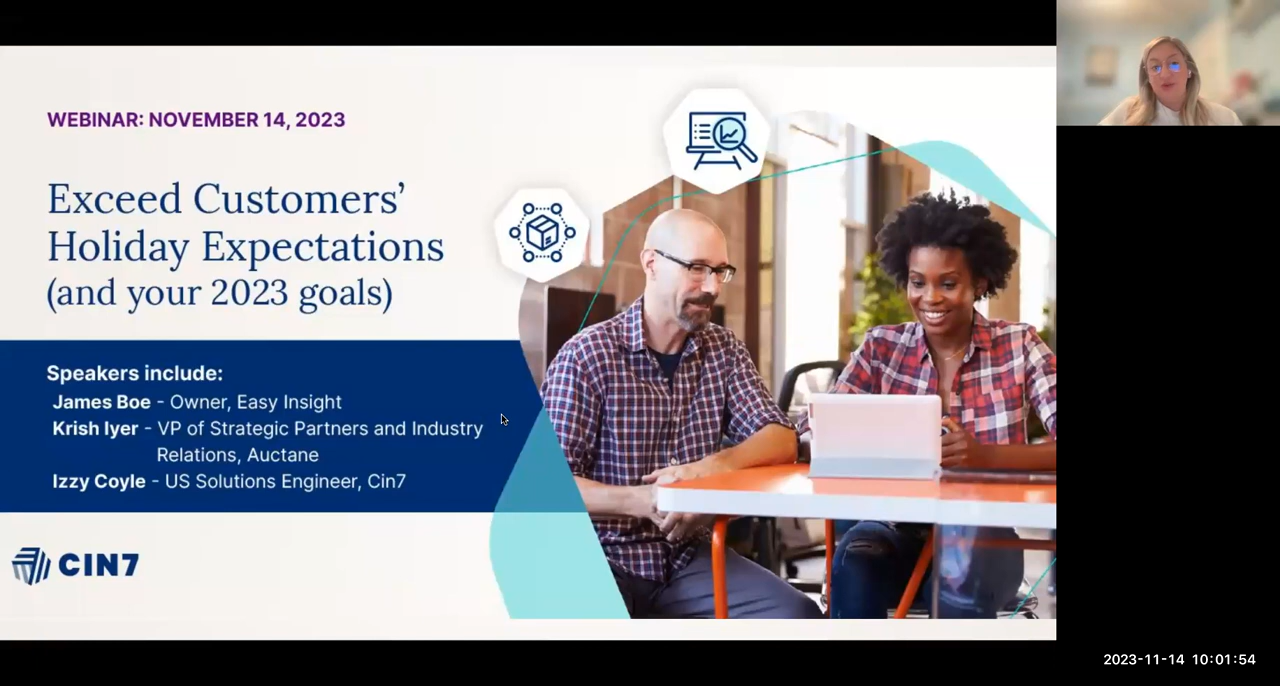 WEBINAR: NOVEMBER 14, 2023
Exceed Customers’
Holiday Expectations
(and your 2023 goals)
Speakers include:
James Boe - Owner, Easy Insight
Krish Iyer - VP of Strategic Partners and Industry
Relations, Auctane
Izzy Coyle - US Solutions Engineer, Cin7
CIN7
2023-11-14 10:01:54